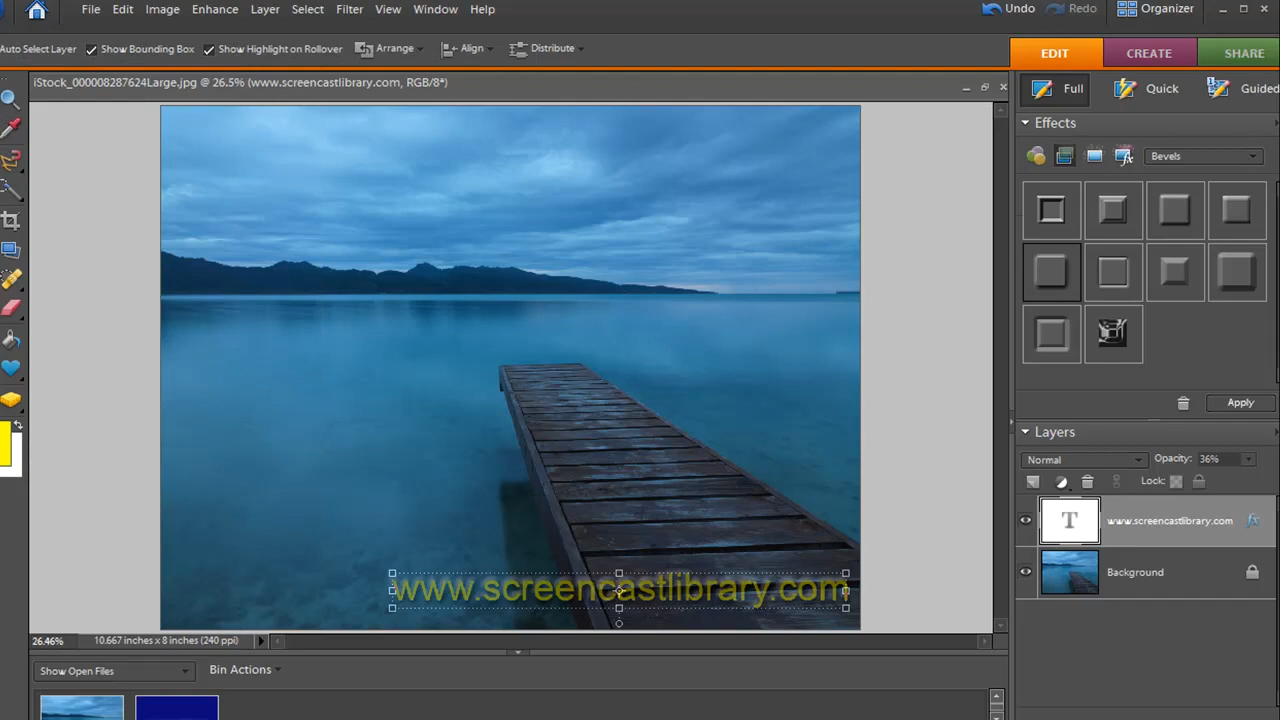 File Edit Image Enhance Layer Select Filter View Window Help Undo Redo Organizer
Auto Select Layer Show Bounding Box Show Highlight on Rollover Arrange Align Distribute
EDIT CREATE SHARE
iStock_000008287624Large.jpg @ 26.5% (www.screencastlibrary.com, RGB/8*)
Full Quick Guided
Effects
Bevels
Apply
Layers
Normal Opacity: 36%
Lock:
T www.screencastlibrary.com fx
Background
www.screencastlibrary.com
26.46% 10.667 inches x 8 inches (240 ppi)
Show Open Files Bin Actions